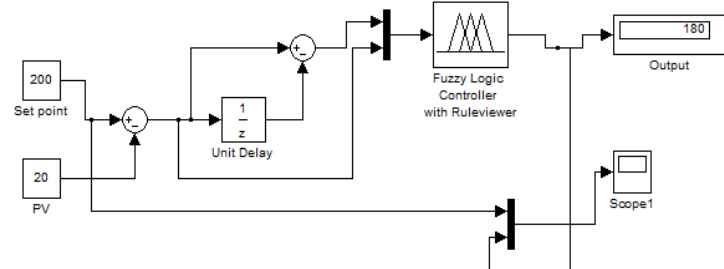 180
Output
Fuzzy Logic
Controller
with Ruleviewer
200
Set point
+
-
+
-
1
z
Unit Delay
20
PV
Scope1